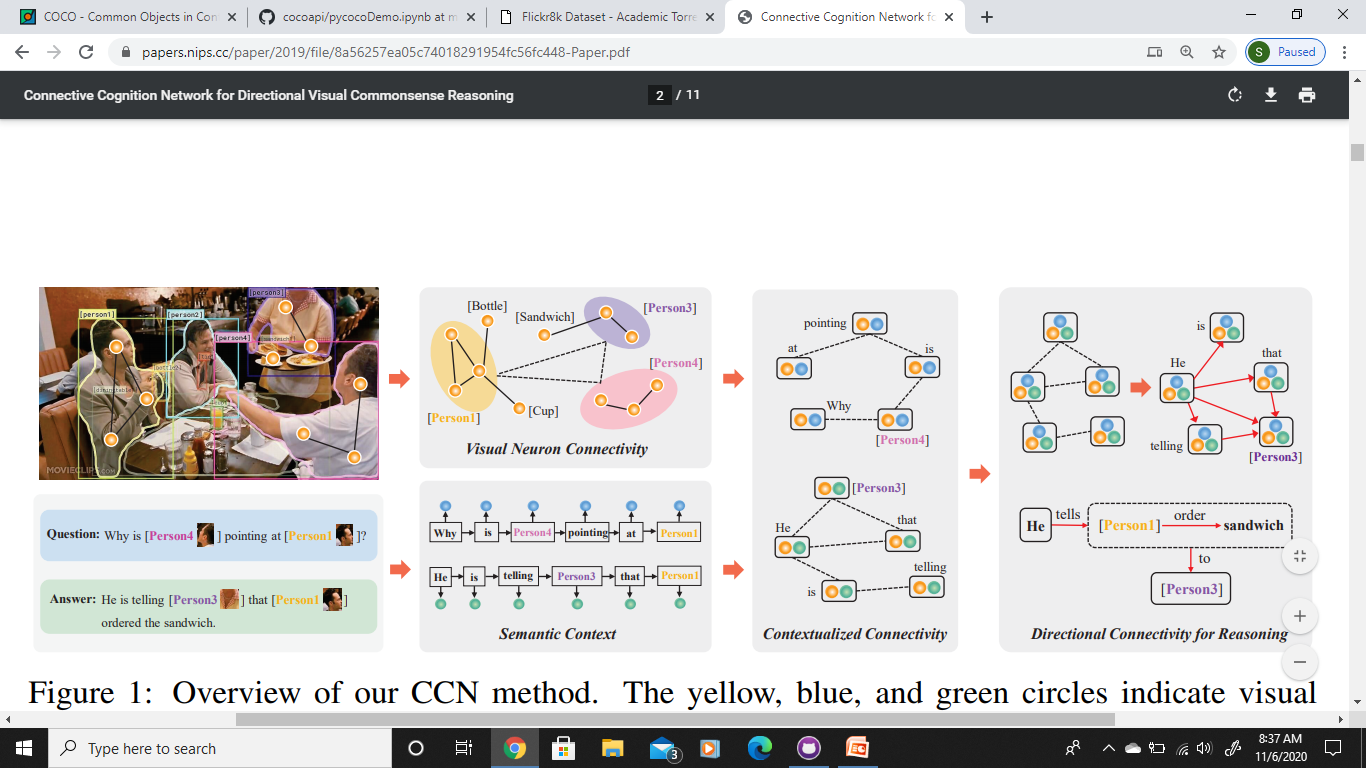 COCO - Common Objects in Con
cocoapi/pycocoDemo.ipynb at m
Flickr8k Dataset - Academic Torre
Connective Cognition Network fo
papers.nips.cc/paper/2019/file/8a56257ea05c74018291954fc56fc448-Paper.pdf
S Paused
Connective Cognition Network for Directional Visual Commonsense Reasoning
2 / 11
[person1]
[person2]
[person3]
[person4]
MOVIECLIPS.COM
Question: Why is [Person4 ] pointing at [Person1 ]?
Answer: He is telling [Person3 ] that [Person1 ]
ordered the sandwich.
[Bottle]
[Sandwich]
[Person3]
[Person4]
[Person1]
[Cup]
Visual Neuron Connectivity
Why is Person4 pointing at Person1
He is telling Person3 that Person1
Semantic Context
pointing
at
is
Why
[Person4]
[Person3]
He
that
telling
is
Contextualized Connectivity
is
He
that
telling
[Person3]
He tells [Person1] order sandwich
to
[Person3]
Directional Connectivity for Reasoning
Figure 1: Overview of our CCN method. The yellow, blue, and green circles indicate visual
Type here to search
3
8:37 AM
11/6/2020